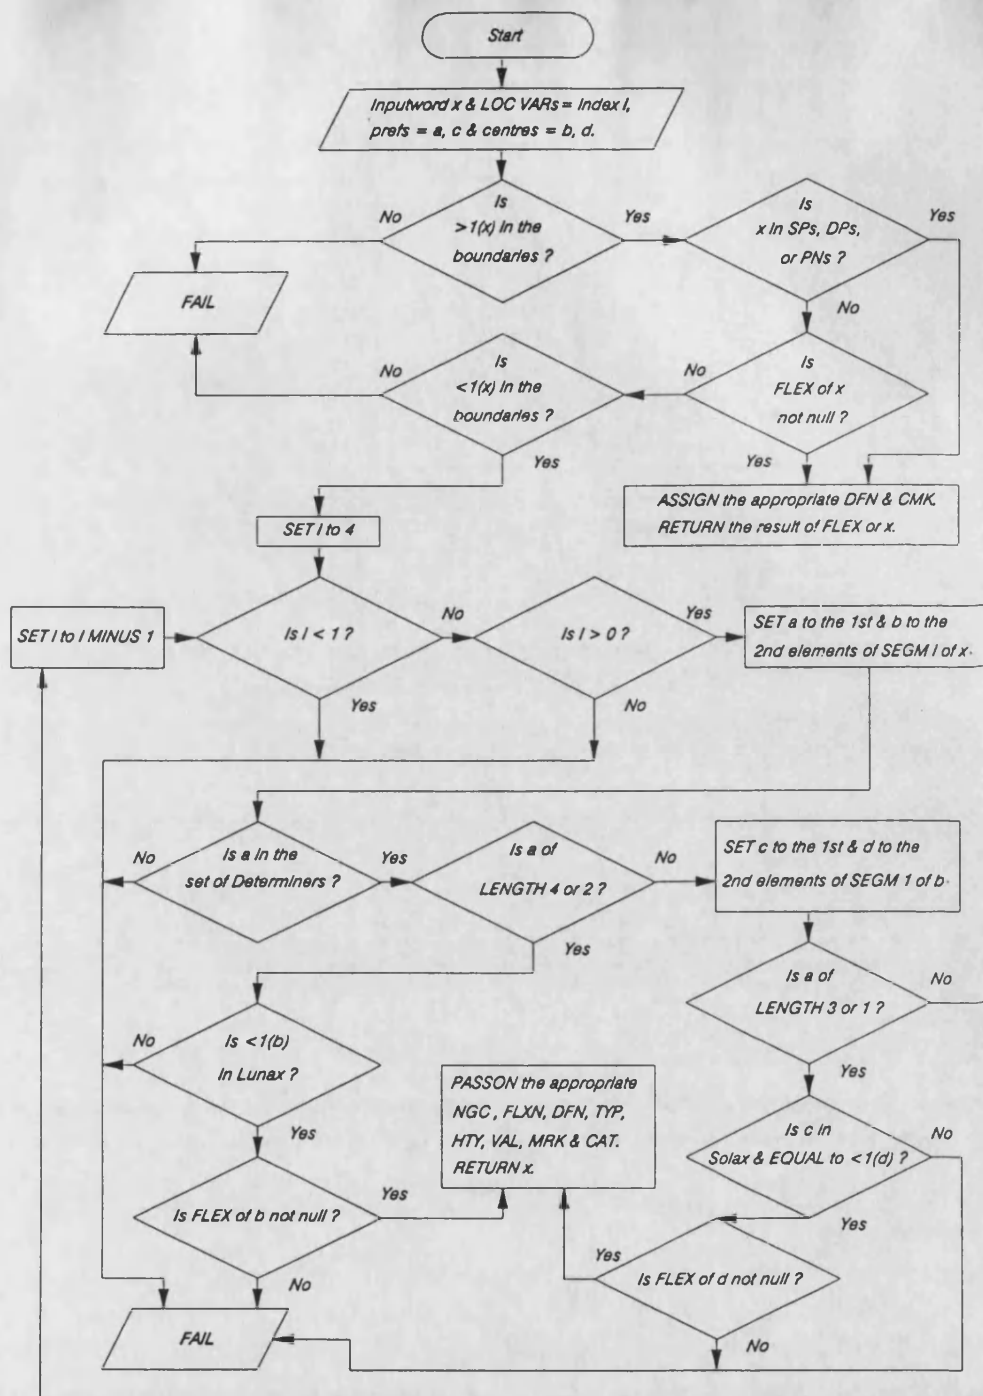 Start
Inputword x & LOC VARs = Index I,
prefs = a, c & centres = b, d.
Is
>1(x) in the
boundaries ?
No
Yes
Is
x in SPs, DPs,
or PNs ?
Yes
No
FAIL
Is
<1(x) in the
boundaries ?
No
Yes
Is
FLEX of x
not null ?
No
Yes
ASSIGN the appropriate DFN & CMK.
RETURN the result of FLEX or x.
SET I to 4
SET I to I MINUS 1
Is I < 1 ?
No
Yes
Is I > 0 ?
Yes
No
SET a to the 1st & b to the
2nd elements of SEGM I of x.
No
Is a in the
set of Determiners ?
Yes
Is a of
LENGTH 4 or 2 ?
No
Yes
SET c to the 1st & d to the
2nd elements of SEGM 1 of b.
Is a of
LENGTH 3 or 1 ?
No
Yes
No
Is <1(b)
in Lunax ?
Yes
PASSON the appropriate
NGC, FLXN, DFN, TYP,
HTY, VAL, MRK & CAT.
RETURN x.
Is c in
Solax & EQUAL to <1(d) ?
No
Yes
Is FLEX of b not null ?
Yes
No
Yes
Is FLEX of d not null ?
No
FAIL